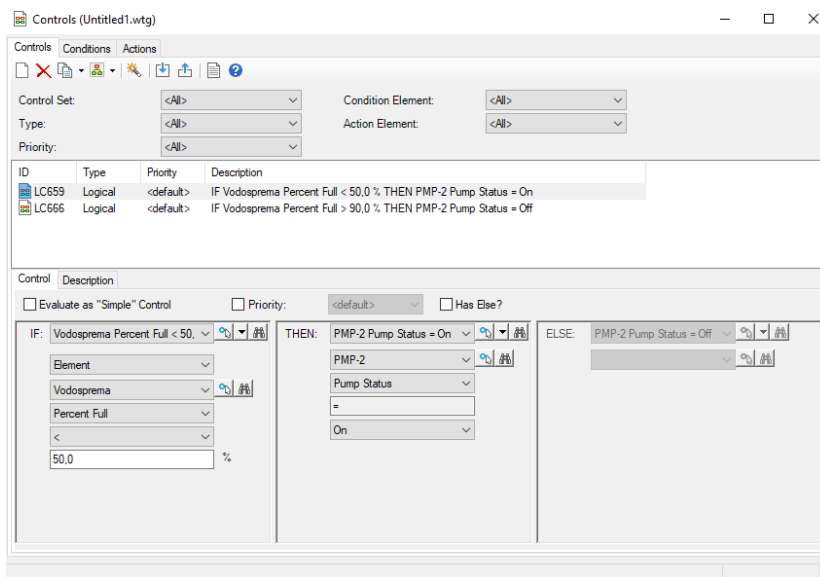 Controls (Untitled1.wtg)
Controls Conditions Actions
Control Set: <All> Condition Element: <All>
Type: <All> Action Element: <All>
Priority: <All>
ID Type Priority Description
LC659 Logical <default> IF Vodosprema Percent Full < 50,0 % THEN PMP-2 Pump Status = On
LC666 Logical <default> IF Vodosprema Percent Full > 90,0 % THEN PMP-2 Pump Status = Off
Control Description
Evaluate as "Simple" Control Priority: <default> Has Else?
IF: Vodosprema Percent Full < 50, THEN: PMP-2 Pump Status = On ELSE: PMP-2 Pump Status = Off
Element PMP-2
Vodosprema Pump Status
Percent Full =
< On
50,0 %